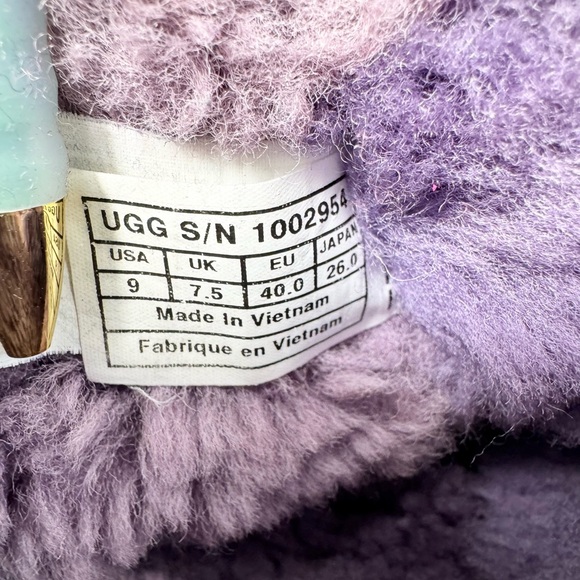 UGG S/N 1002954
USA UK EU JAPAN
9 7.5 40.0 26.0
Made In Vietnam
Fabrique en Vietnam